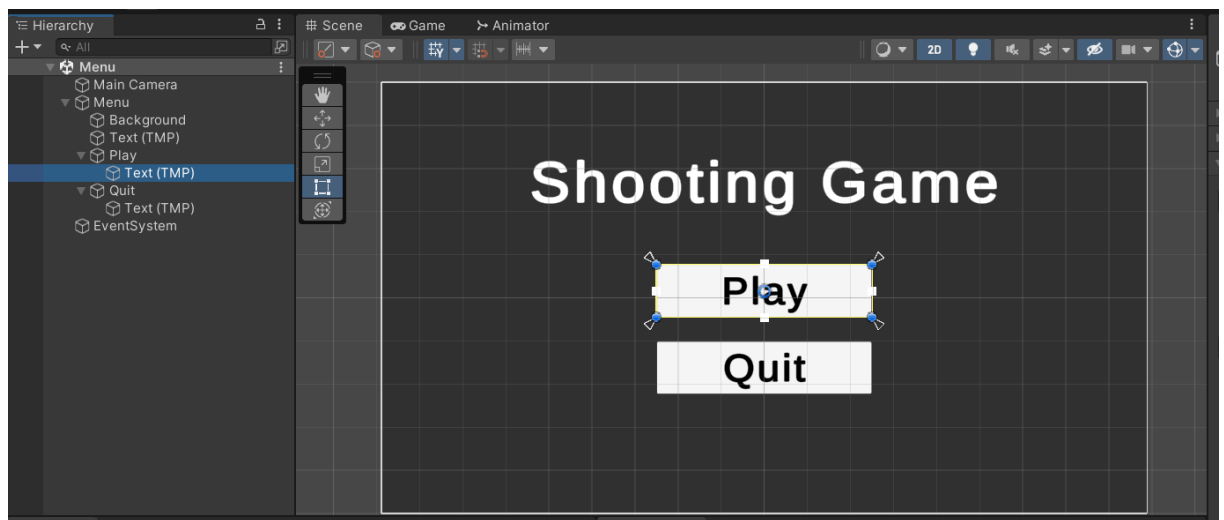 Hierarchy
All
Menu
Main Camera
Menu
Background
Text (TMP)
Play
Text (TMP)
Quit
Text (TMP)
EventSystem
Scene
Game
Animator
2D
Shooting Game
Play
Quit